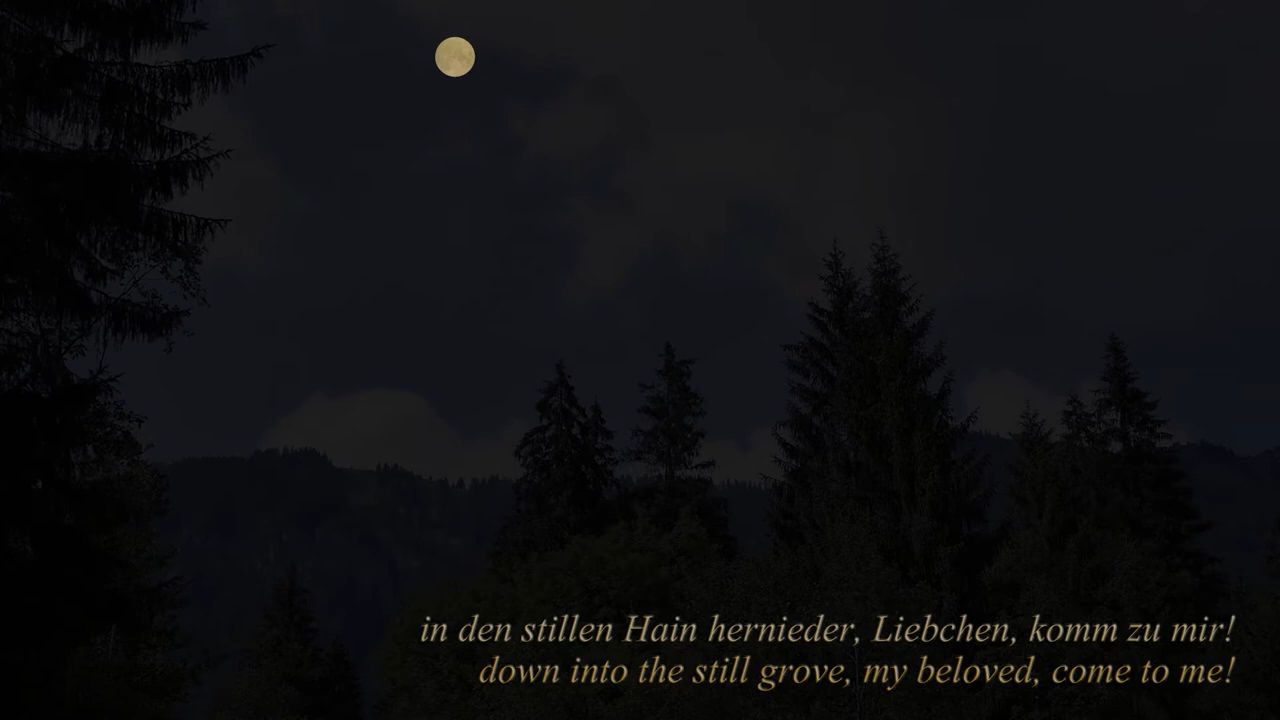 in den stillen Hain hernieder, Liebchen, komm zu mir!
down into the still grove, my beloved, come to me!